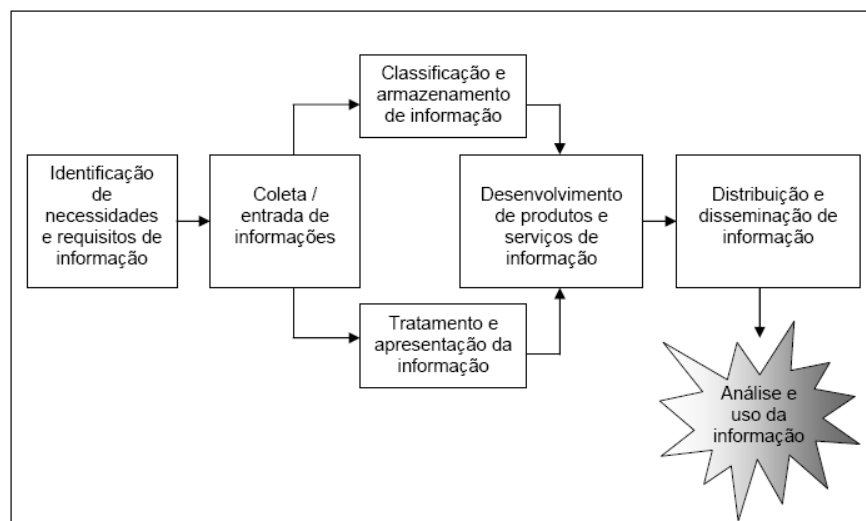 Identificação
de
necessidades
e requisitos de
informação
Coleta /
entrada de
informações
Classificação e
armazenamento
de informação
Tratamento e
apresentação da
informação
Desenvolvimento
de produtos e
serviços de
informação
Distribuição e
disseminação de
informação
Análise e
uso da
informação